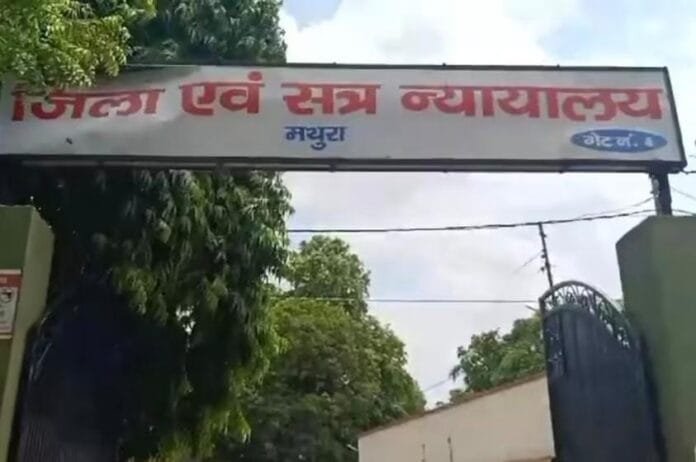 जिला एवं सत्र न्यायालय
मथुरा
गेट नं.